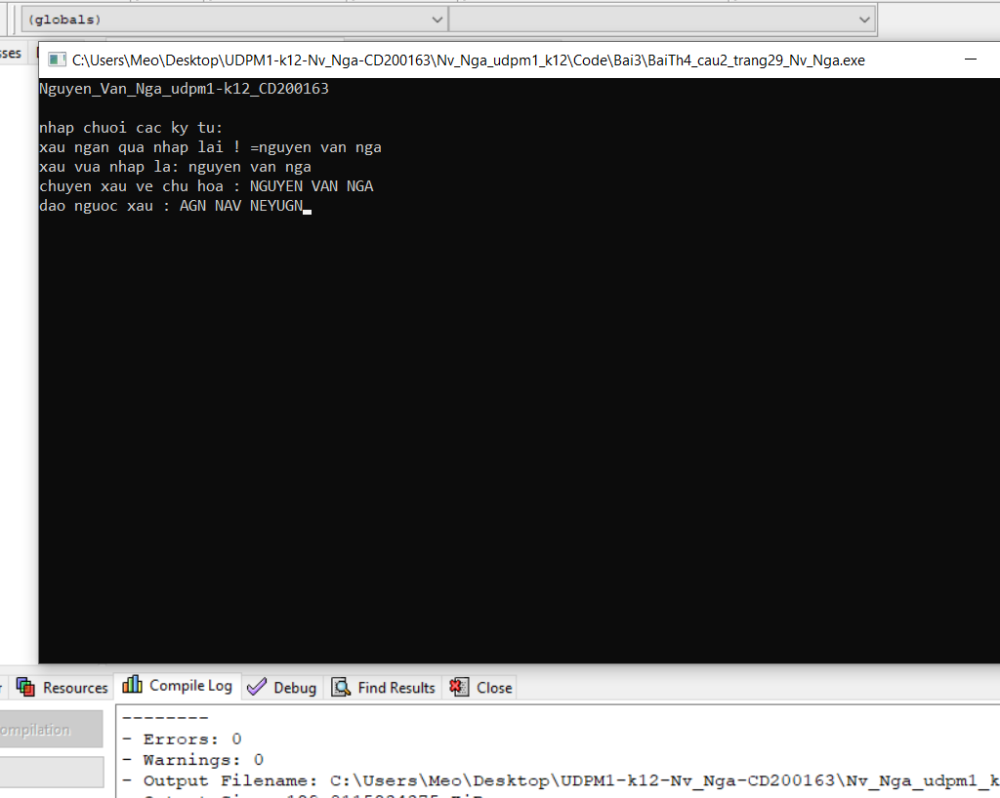 (globals)
sses
C:\Users\Meo\Desktop\UDPM1-k12-Nv_Nga-CD200163\Nv_Nga_udpm1_k12\Code\Bai3\BaiTh4_cau2_trang29_Nv_Nga.exe
Nguyen_Van_Nga_udpm1-k12_CD200163
nhap chuoi cac ky tu:
xau ngan qua nhap lai ! =nguyen van nga
xau vua nhap la: nguyen van nga
chuyen xau ve chu hoa : NGUYEN VAN NGA
dao nguoc xau : AGN NAV NEYUGN
Resources Compile Log Debug Find Results Close
ompilation
--------
- Errors: 0
- Warnings: 0
- Output Filename: C:\Users\Meo\Desktop\UDPM1-k12-Nv_Nga-CD200163\Nv_Nga_udpm1_k